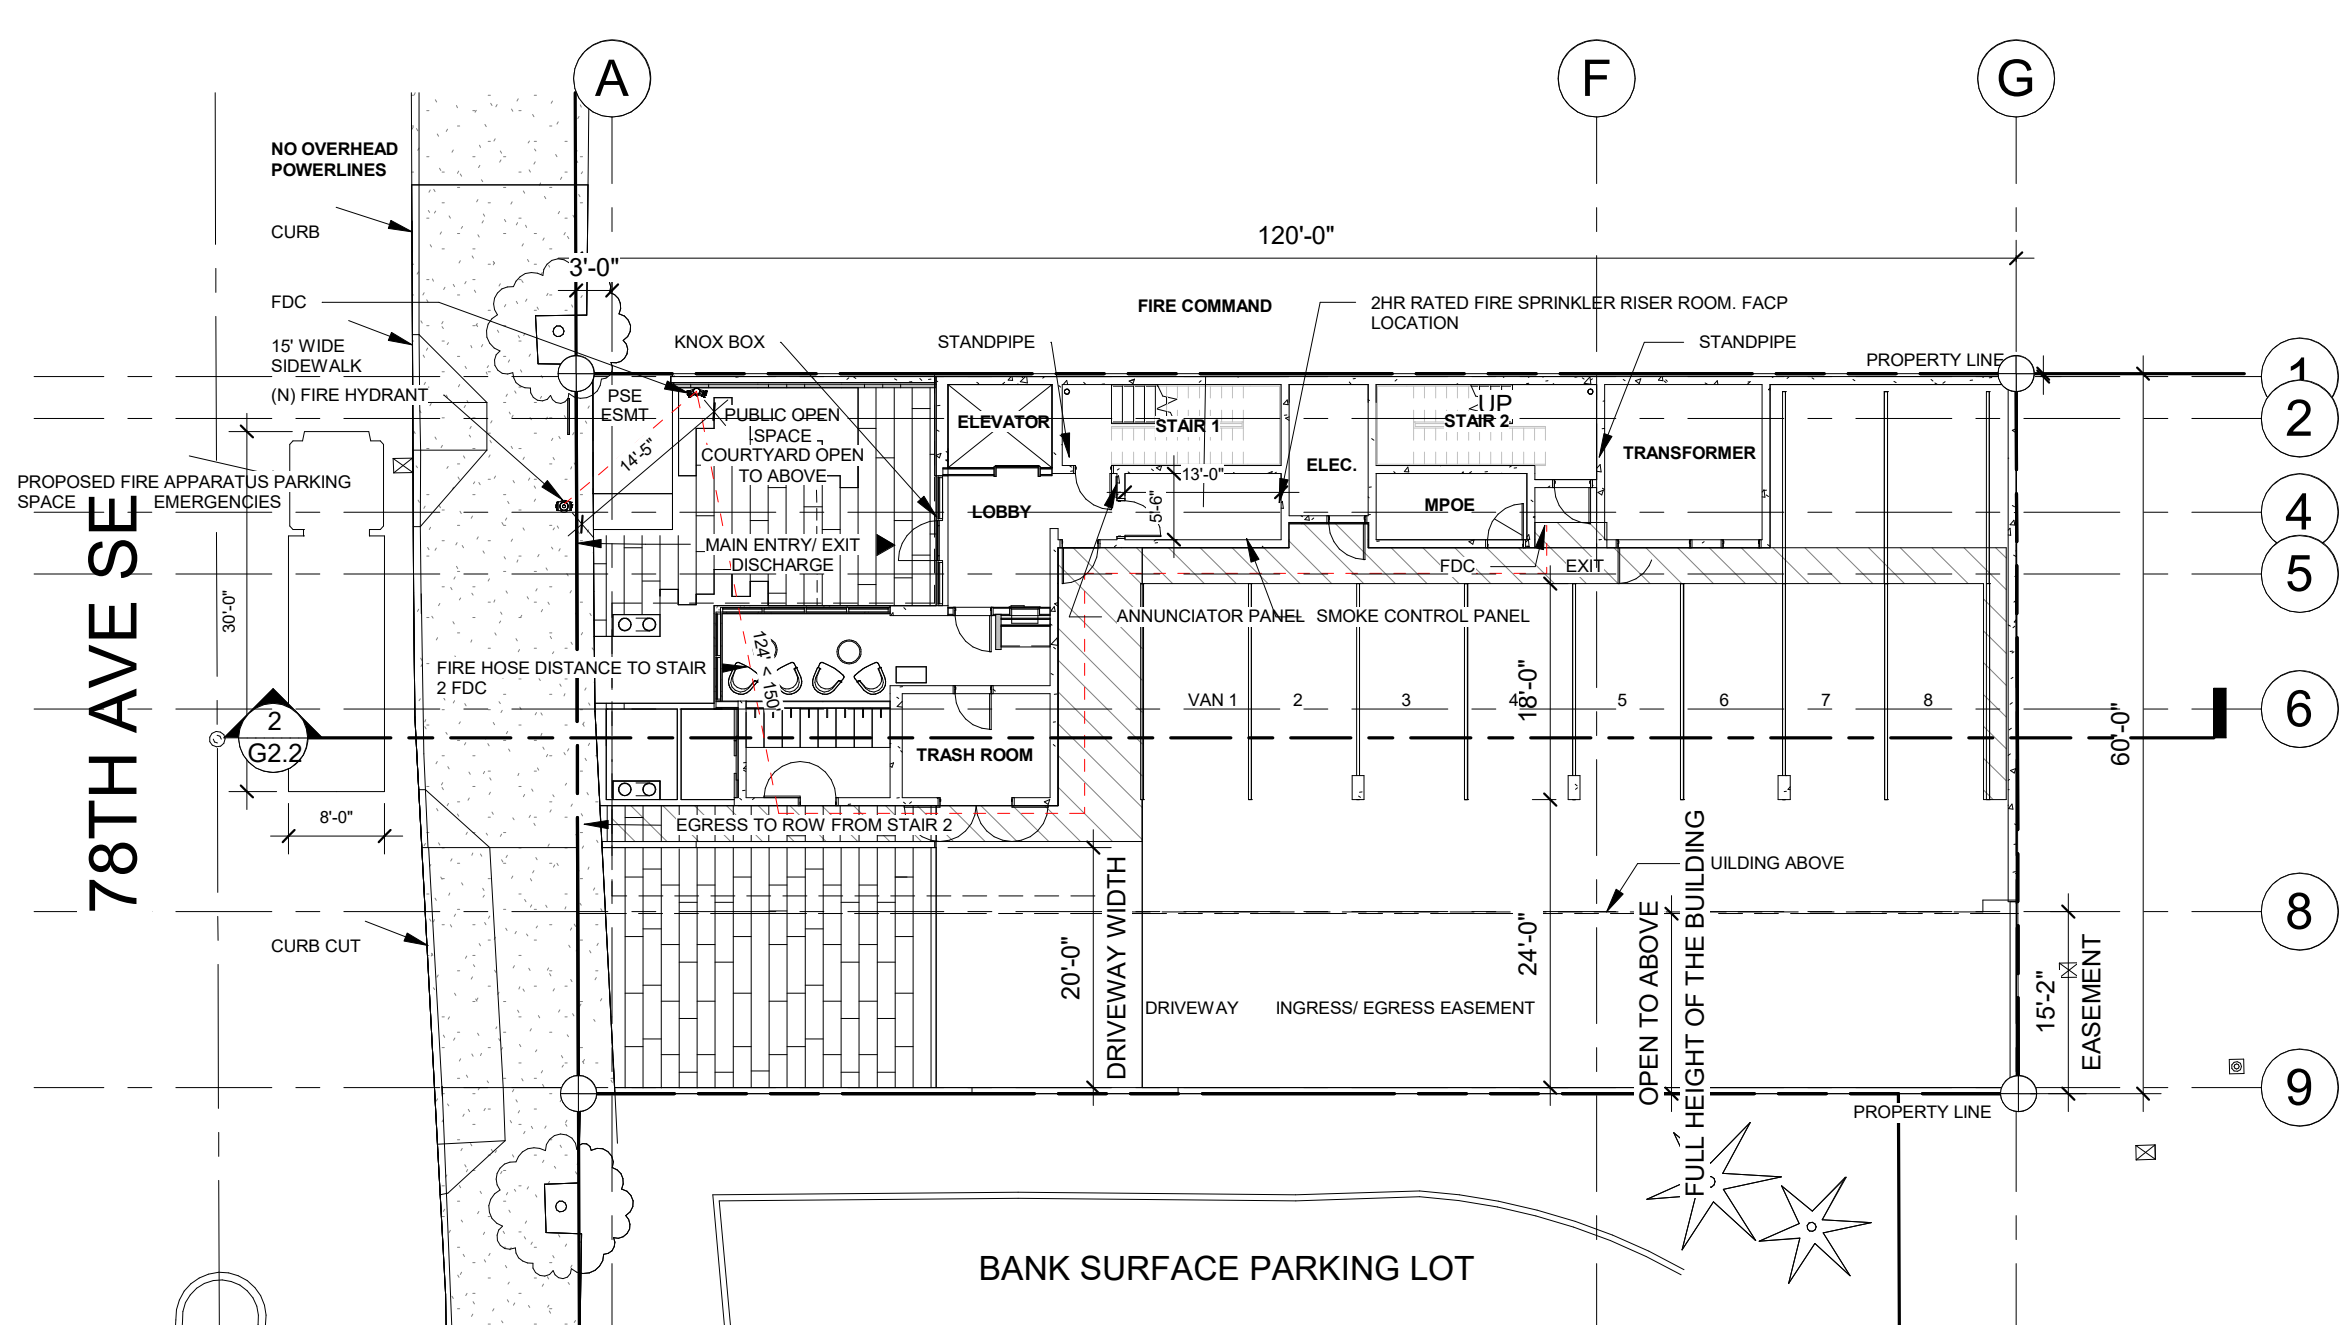 A
F
G
NO OVERHEAD
POWERLINES
CURB
120'-0"
3'-0"
FDC
FIRE COMMAND
2HR RATED FIRE SPRINKLER RISER ROOM. FACP
LOCATION
15' WIDE
SIDEWALK
KNOX BOX
STANDPIPE
STANDPIPE
PROPERTY LINE
1
(N) FIRE HYDRANT
PSE
ESMT
PUBLIC OPEN
SPACE
COURTYARD OPEN
TO ABOVE
ELEVATOR
STAIR 1
UP
STAIR 2
2
14'-5"
ELEC.
TRANSFORMER
13'-0"
5'-6"
PROPOSED FIRE APPARATUS PARKING
SPACE EMERGENCIES
LOBBY
MPOE
4
MAIN ENTRY/ EXIT
DISCHARGE
FDC
EXIT
5
30'-0"
78TH AVE SE
ANNUNCIATOR PANEL
SMOKE CONTROL PANEL
FIRE HOSE DISTANCE TO STAIR
2 FDC
124' < 150'
VAN 1
2
3
4
5
6
7
8
18'-0"
6
60'-0"
2
G2.2
TRASH ROOM
8'-0"
EGRESS TO ROW FROM STAIR 2
UILDING ABOVE
CURB CUT
20'-0"
DRIVEWAY WIDTH
24'-0"
OPEN TO ABOVE
FULL HEIGHT OF THE BUILDING
8
15'-2"
EASEMENT
DRIVEWAY
INGRESS/ EGRESS EASEMENT
9
PROPERTY LINE
BANK SURFACE PARKING LOT